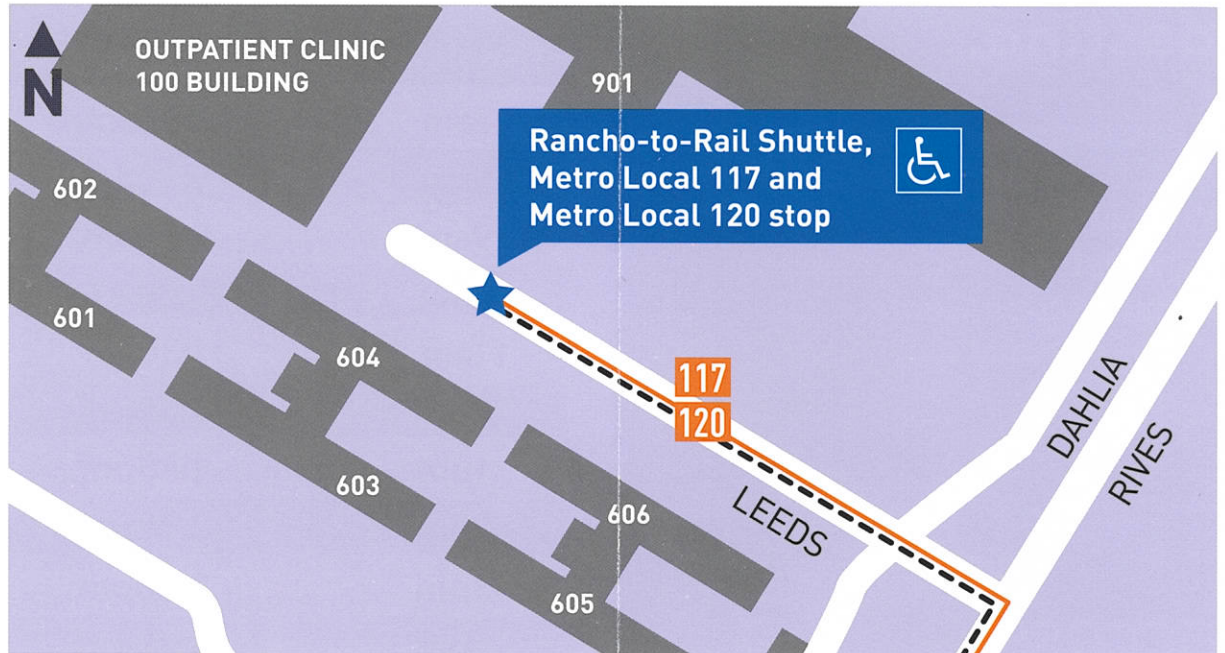 N
OUTPATIENT CLINIC
100 BUILDING
901
Rancho-to-Rail Shuttle,
Metro Local 117 and
Metro Local 120 stop
602
601
604
117
120
DAHLIA
RIVES
603
LEEDS
606
605